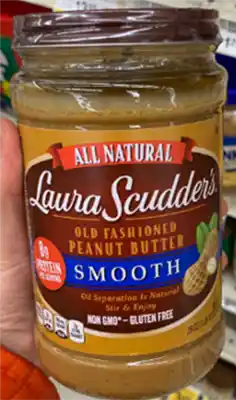 ALL NATURAL
Laura Scudder's
OLD FASHIONED
PEANUT BUTTER
8g
PROTEIN
SMOOTH
Oil Separation Is Natural
Stir & Enjoy
NON GMO* - GLUTEN FREE